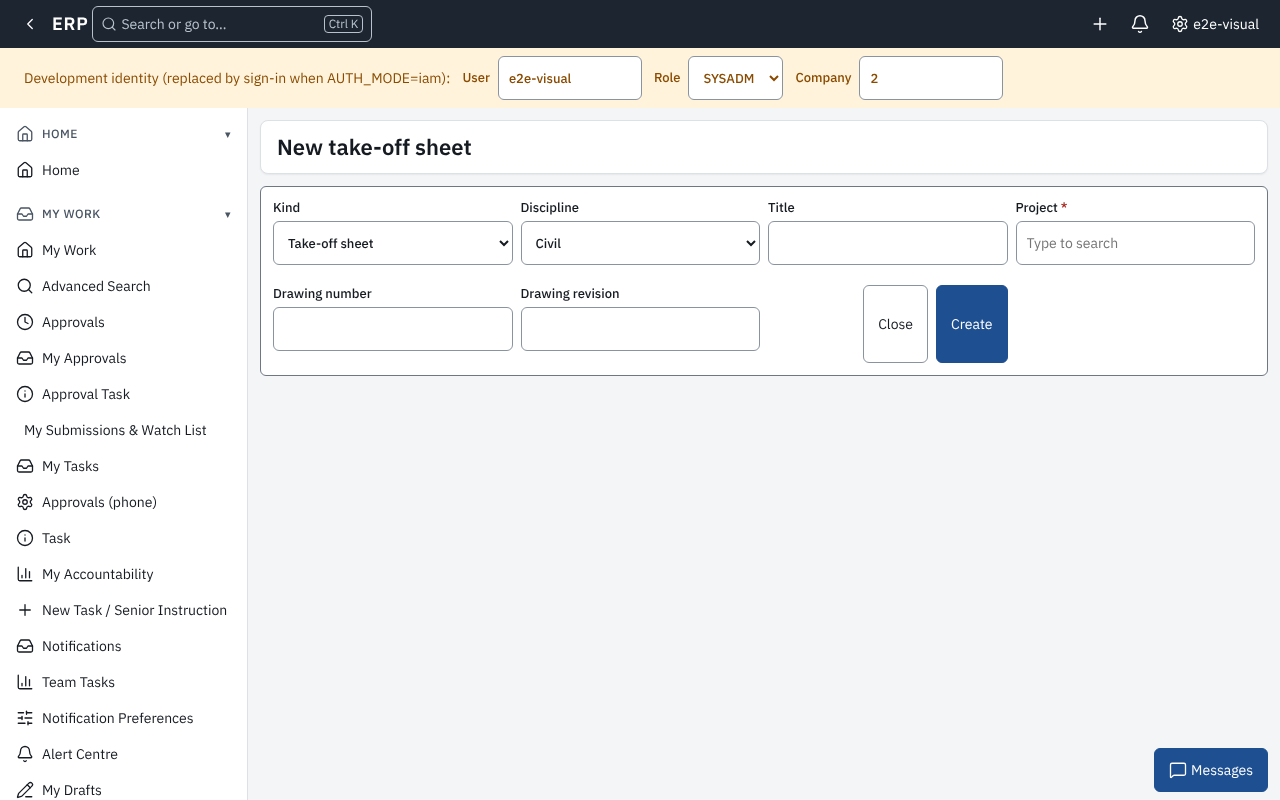 ERP
Search or go to...
Ctrl K
e2e-visual
Development identity (replaced by sign-in when AUTH_MODE=iam):
User
e2e-visual
Role
SYSADM
Company
2
HOME
Home
MY WORK
My Work
Advanced Search
Approvals
My Approvals
Approval Task
My Submissions & Watch List
My Tasks
Approvals (phone)
Task
My Accountability
New Task / Senior Instruction
Notifications
Team Tasks
Notification Preferences
Alert Centre
My Drafts
New take-off sheet
Kind
Discipline
Title
Project *
Take-off sheet
Civil
Type to search
Drawing number
Drawing revision
Close
Create
Messages